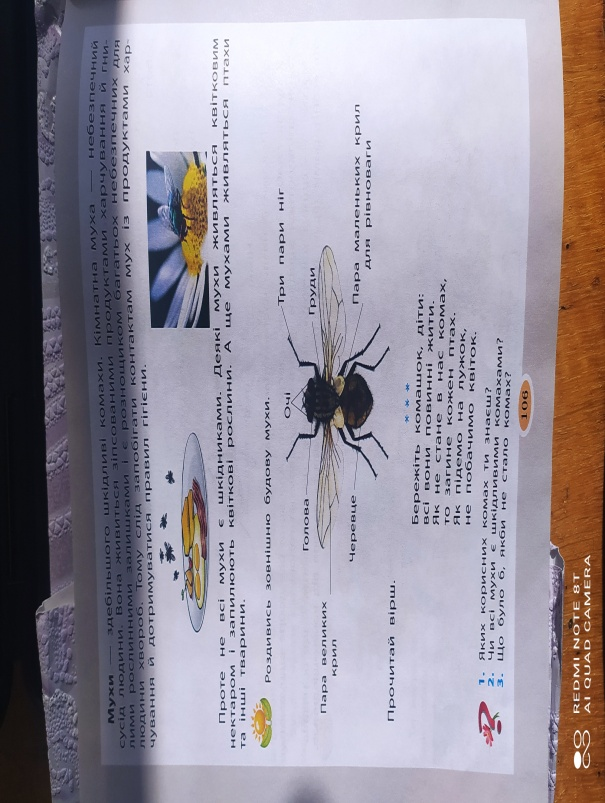 Мухи — здебільшого шкідливі комахи. Кімнатна муха — небезпечний
сусід людини. Вона живиться зіпсованими продуктами харчування й гни-
лими рослинними залишками і є розношиком багатьох небезпечних для
людини хвороб. Тому слід запобігати контактам мух із продуктами хар-
чування й дотримуватися правил гігієни.
Проте не всі мухи є шкідниками. Деякі мухи живляться квітковим
нектаром і запилюють квіткові рослини. А ще мухами живляться птахи
та інші тварини.
Роздивись зовнішню будову мухи.
Три пари ніг
Очі
Груди
Голова
Пара маленьких крил
для рівноваги
Черевце
Пара великих
крил
Прочитай вірш.
* * *
Бережіть комашок, діти:
всі вони повинні жити.
Як не стане в нас комах,
то загине кожен птах.
Як підемо на лужок,
не побачимо квіток.
1. Яких корисних комах ти знаєш?
2. Чи всі мухи є шкідливими комахами?
3. Що було б, якби не стало комах?
106
REDMI NOTE 8T
AI QUAD CAMERA